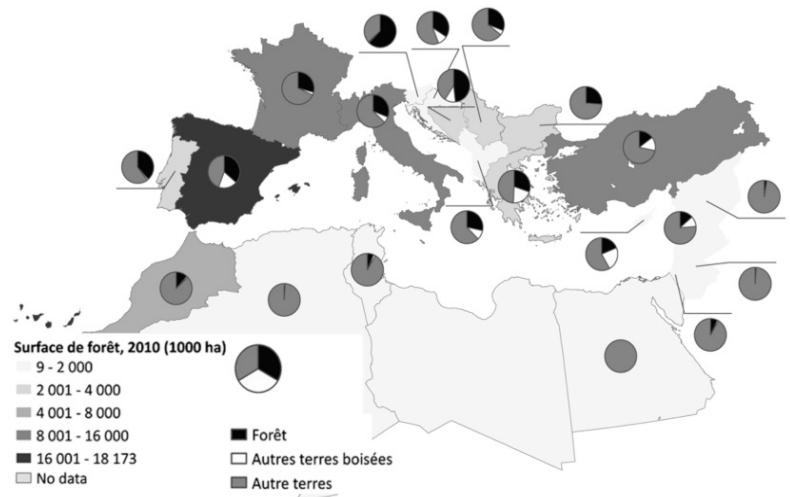 Surface de forêt, 2010 (1000 ha)
9 - 2 000
2 001 - 4 000
4 001 - 8 000
8 001 - 16 000
16 001 - 18 173
No data
Forêt
Autres terres boisées
Autre terres